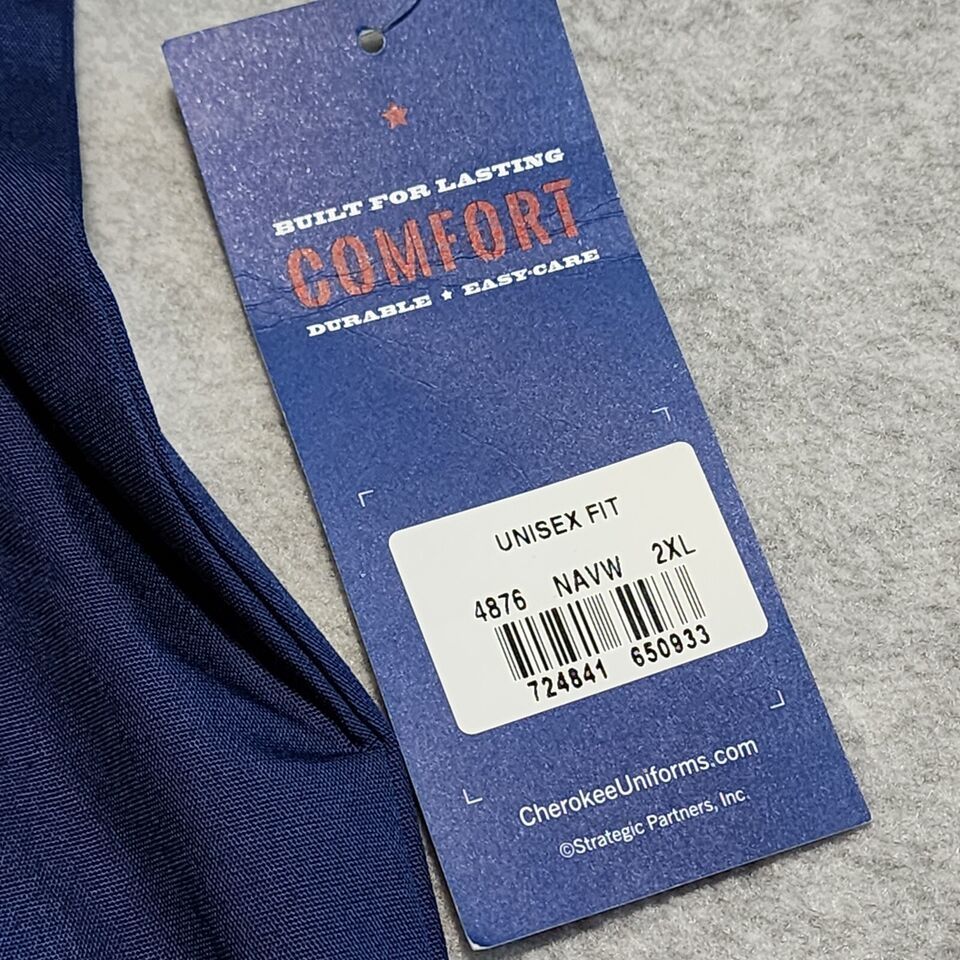 BUILT FOR LASTING
COMFORT
DURABLE ★ EASY-CARE
UNISEX FIT
4876 NAVW 2XL
724841 650933
CherokeeUniforms.com
©Strategic Partners, Inc.